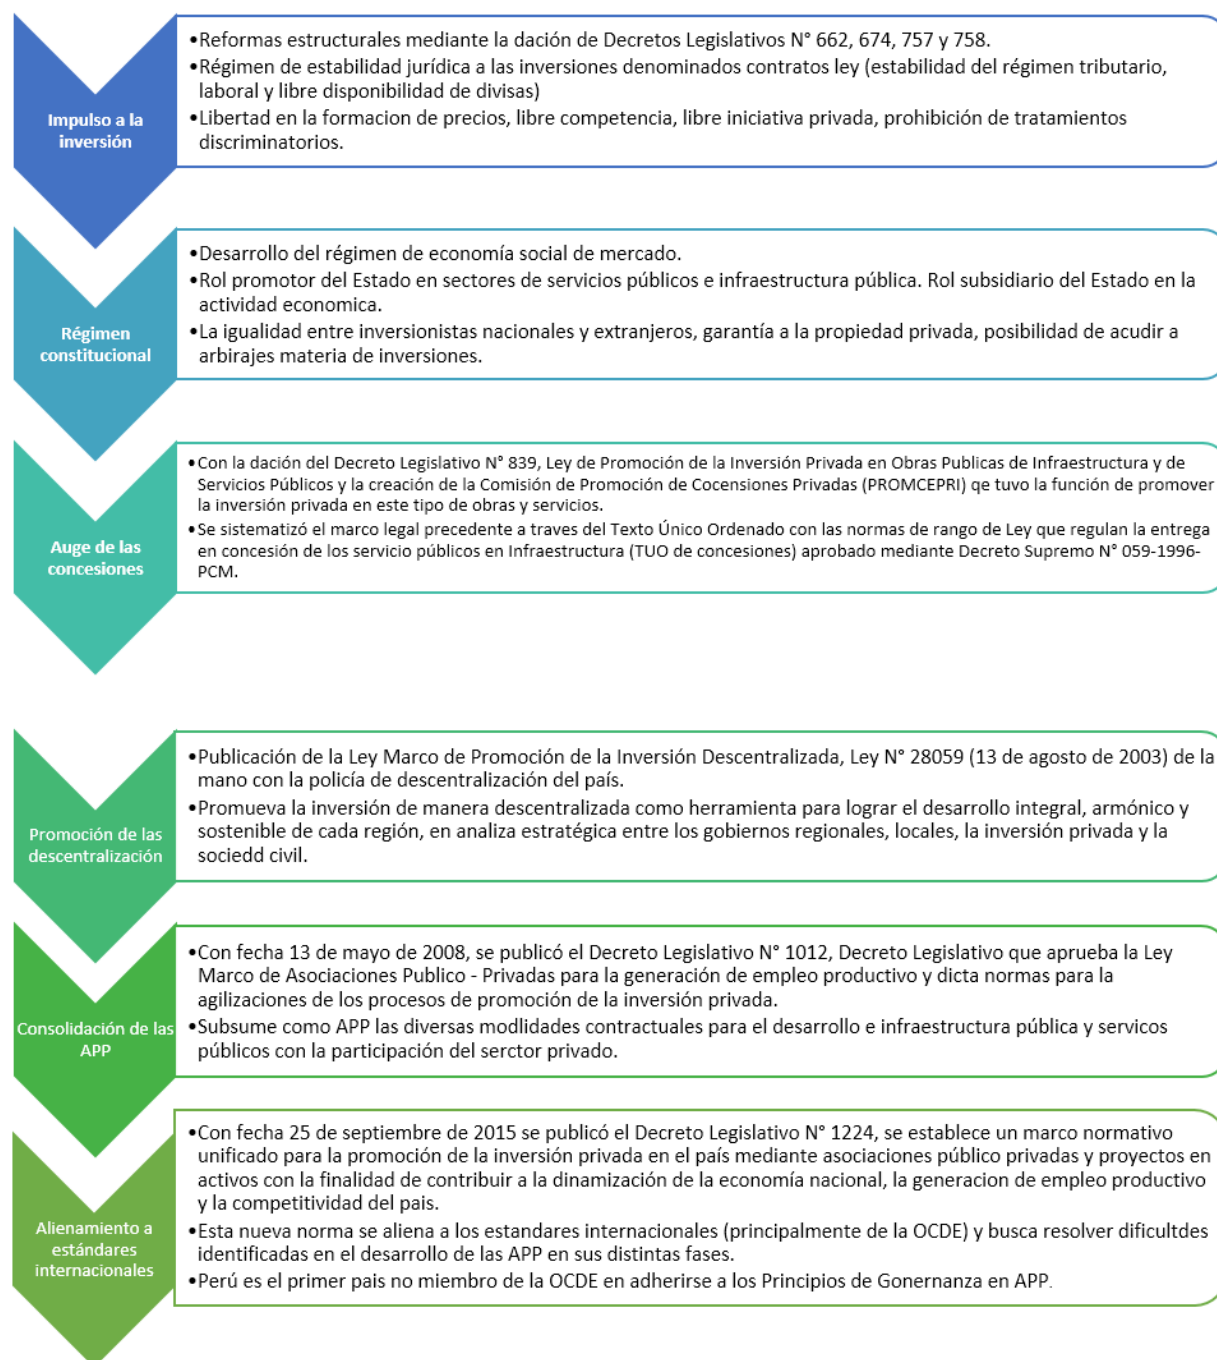 Impulso a la
inversión
•Reformas estructurales mediante la dación de Decretos Legislativos N° 662, 674, 757 y 758.
•Régimen de estabilidad jurídica a las inversiones denominados contratos ley (estabilidad del régimen tributario,
laboral y libre disponibilidad de divisas)
•Libertad en la formacion de precios, libre competencia, libre iniciativa privada, prohibición de tratamientos
discriminatorios.
Régimen
constitucional
•Desarrollo del régimen de economía social de mercado.
•Rol promotor del Estado en sectores de servicios públicos e infraestructura pública. Rol subsidiario del Estado en la
actividad economica.
•La igualdad entre inversionistas nacionales y extranjeros, garantía a la propiedad privada, posibilidad de acudir a
arbirajes materia de inversiones.
Auge de las
concesiones
•Con la dación del Decreto Legislativo N° 839, Ley de Promoción de la Inversión Privada en Obras Publicas de Infraestructura y de
Servicios Públicos y la creación de la Comisión de Promoción de Cocensiones Privadas (PROMCEPRI) qe tuvo la función de promover
la inversión privada en este tipo de obras y servicios.
•Se sistematizó el marco legal precedente a traves del Texto Único Ordenado con las normas de rango de Ley que regulan la entrega
en concesión de los servicio públicos en Infraestructura (TUO de concesiones) aprobado mediante Decreto Supremo N° 059-1996-
PCM.
Promoción de las
descentralización
•Publicación de la Ley Marco de Promoción de la Inversión Descentralizada, Ley N° 28059 (13 de agosto de 2003) de la
mano con la policía de descentralización del país.
•Promueva la inversión de manera descentralizada como herramienta para lograr el desarrollo integral, armónico y
sostenible de cada región, en analiza estratégica entre los gobiernos regionales, locales, la inversión privada y la
sociedd civil.
Consolidación de las
APP
•Con fecha 13 de mayo de 2008, se publicó el Decreto Legislativo N° 1012, Decreto Legislativo que aprueba la Ley
Marco de Asociaciones Publico - Privadas para la generación de empleo productivo y dicta normas para la
agilizaciones de los procesos de promoción de la inversión privada.
•Subsume como APP las diversas modlidades contractuales para el desarrollo e infraestructura pública y servicos
públicos con la participación del serctor privado.
Alienamiento a
estándares
internacionales
•Con fecha 25 de septiembre de 2015 se publicó el Decreto Legislativo N° 1224, se establece un marco normativo
unificado para la promoción de la inversión privada en el país mediante asociaciones público privadas y proyectos en
activos con la finalidad de contribuir a la dinamización de la economía nacional, la generacion de empleo productivo
y la competitividad del pais.
•Esta nueva norma se aliena a los estandares internacionales (principalmente de la OCDE) y busca resolver dificultdes
identificadas en el desarrollo de las APP en sus distintas fases.
•Perú es el primer pais no miembro de la OCDE en adherirse a los Principios de Gonernanza en APP.